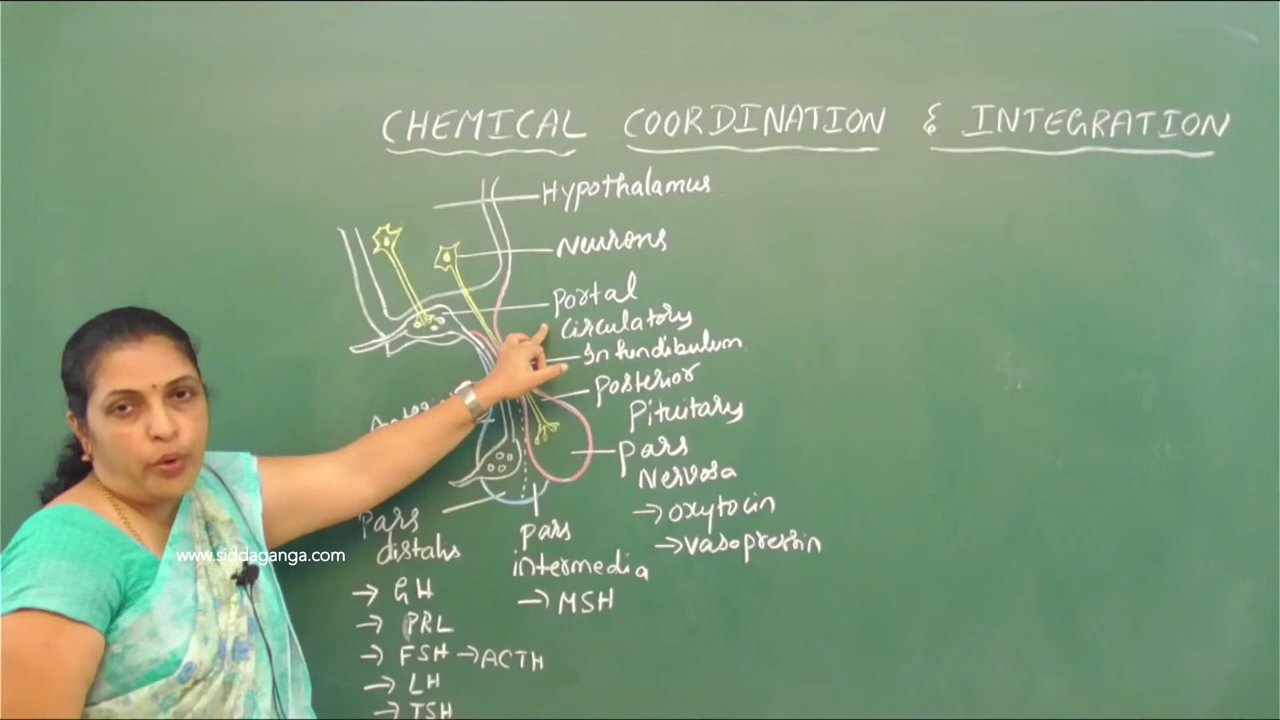 CHEMICAL COORDINATION & INTEGRATION
Hypothalamus
Neurons
Portal
Circulatory
Infundibulum
Posterior
Pituitary
Pars
Nervosa
→ oxytocin
→ vasopressin
Pars
distalis
→ GH
→ PRL
→ FSH → ACTH
→ LH
→ TSH
Pars
intermedia
→ MSH
www.siddaganga.com